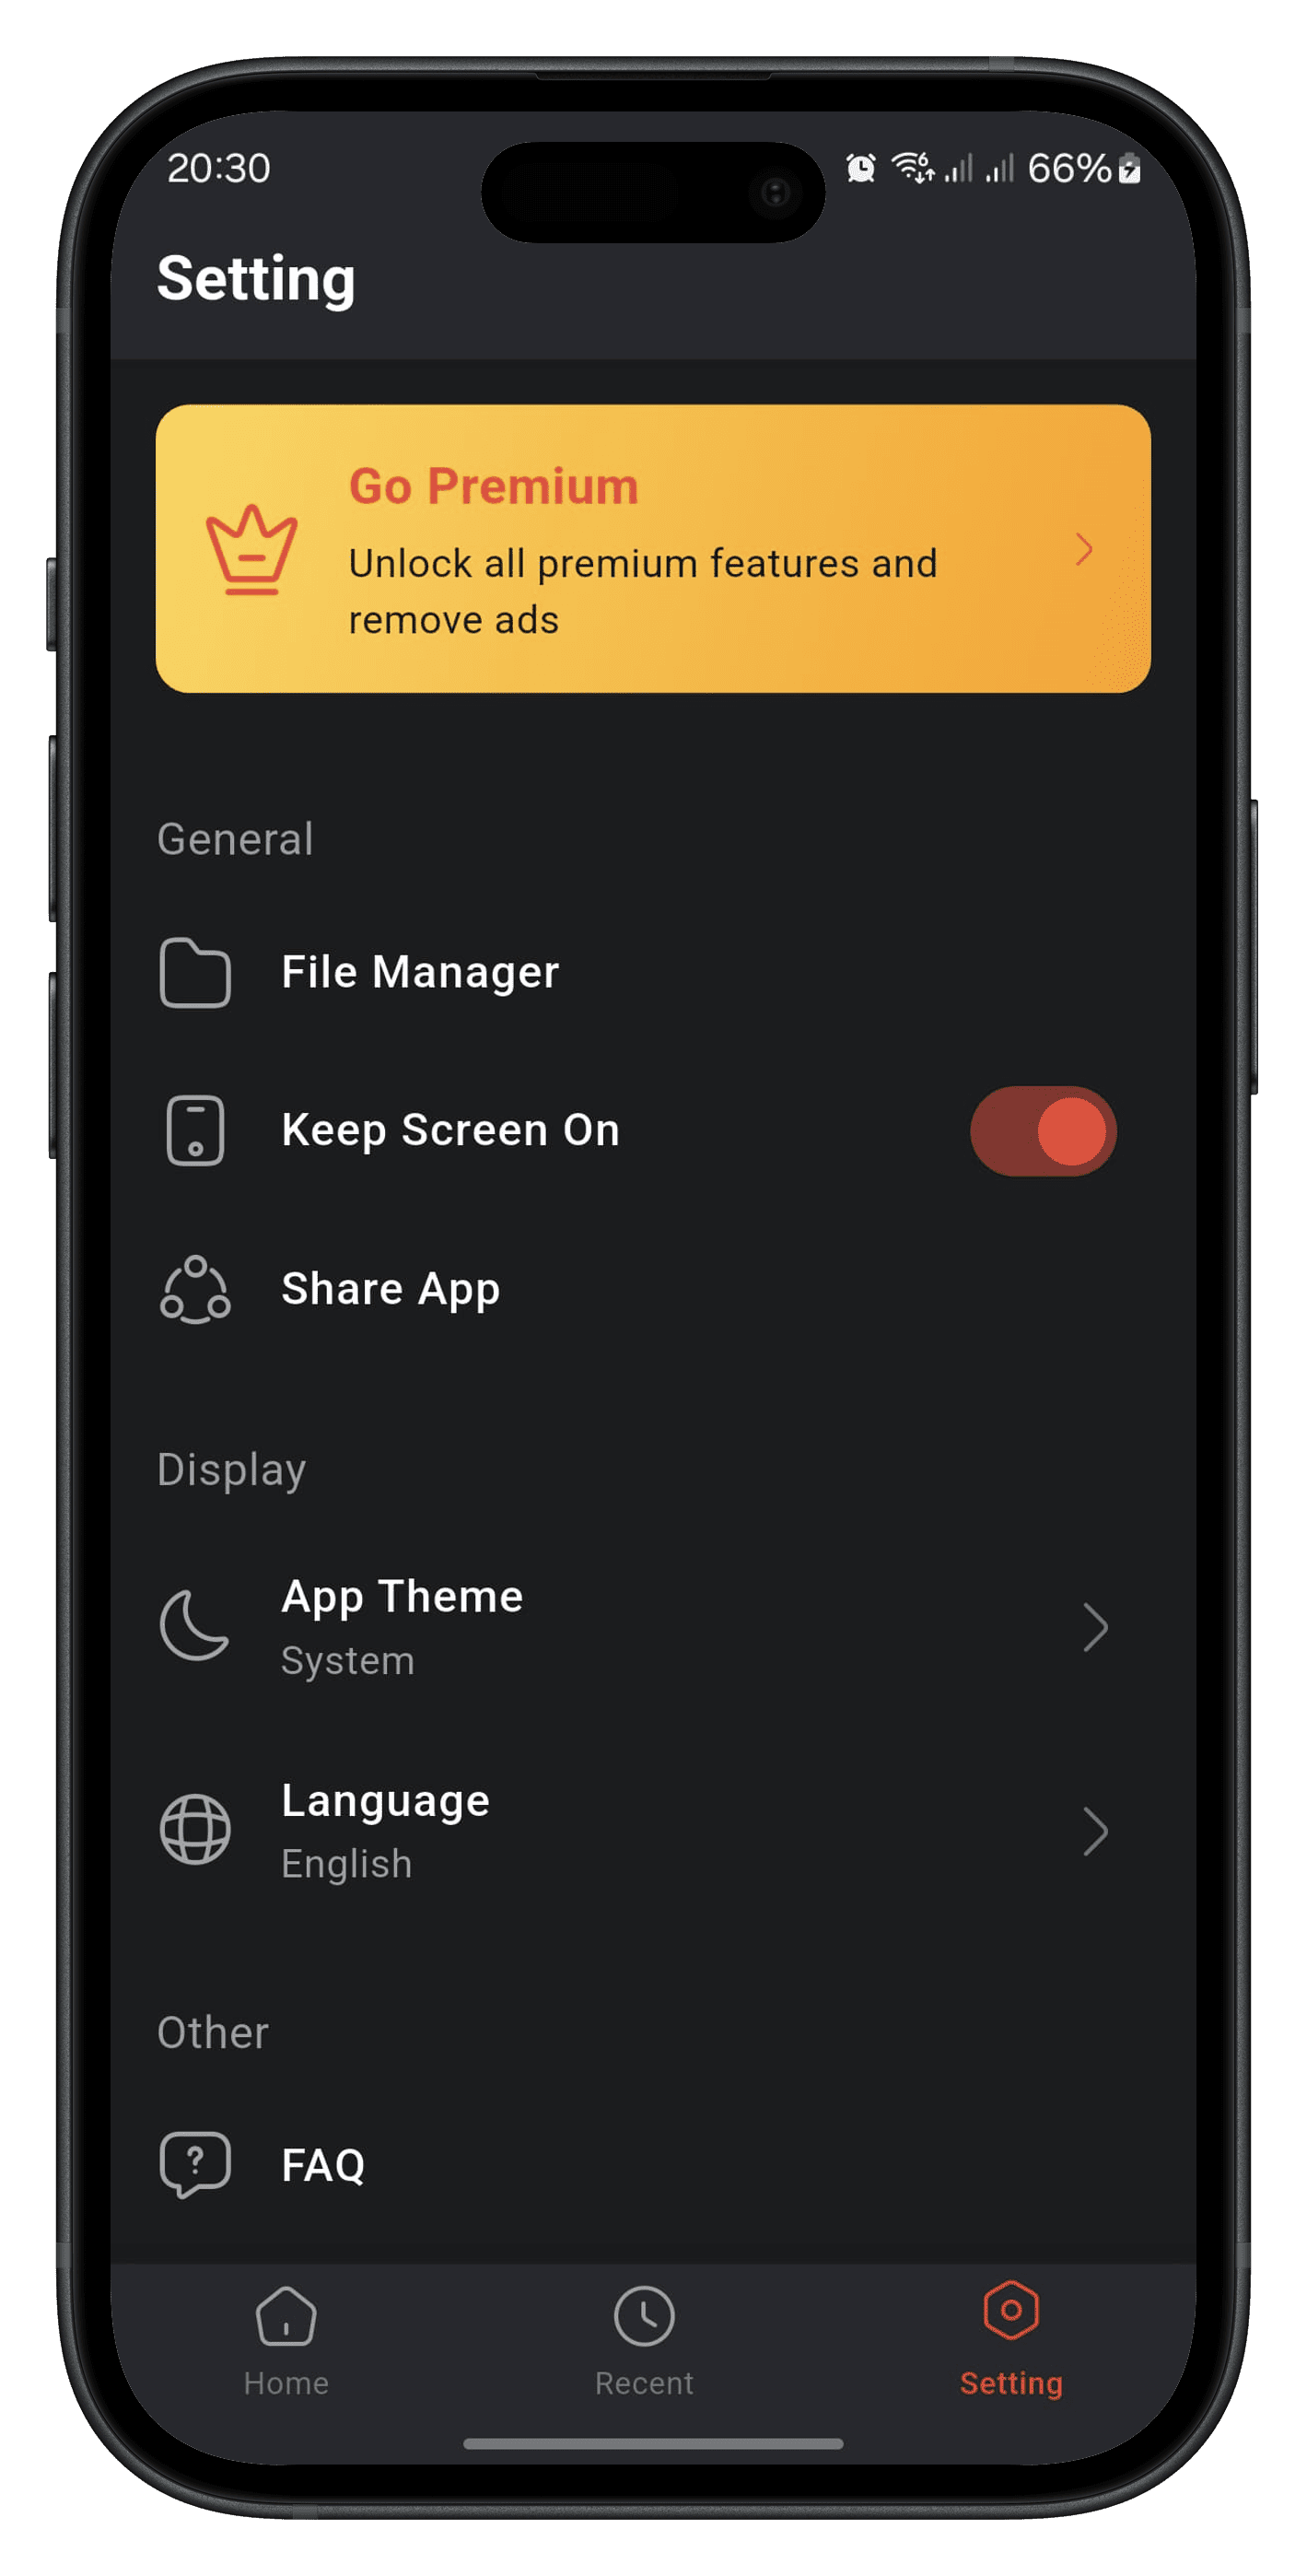 20:30
66%
Setting
Go Premium
Unlock all premium features and
remove ads
General
File Manager
Keep Screen On
Share App
Display
App Theme
System
Language
English
Other
FAQ
Home
Recent
Setting